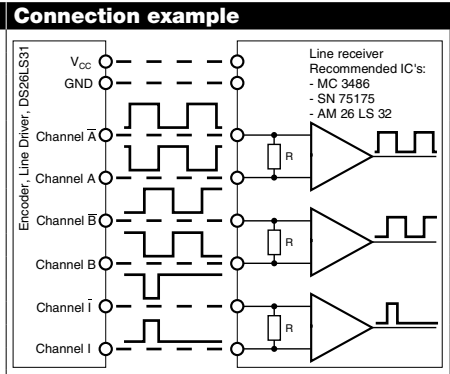 Connection example
Encoder, Line Driver, DS26LS31
V_CC
GND
Channel A̅
Channel A
Channel B̅
Channel B
Channel I̅
Channel I
Line receiver
Recommended IC's:
- MC 3486
- SN 75175
- AM 26 LS 32
R
R
R